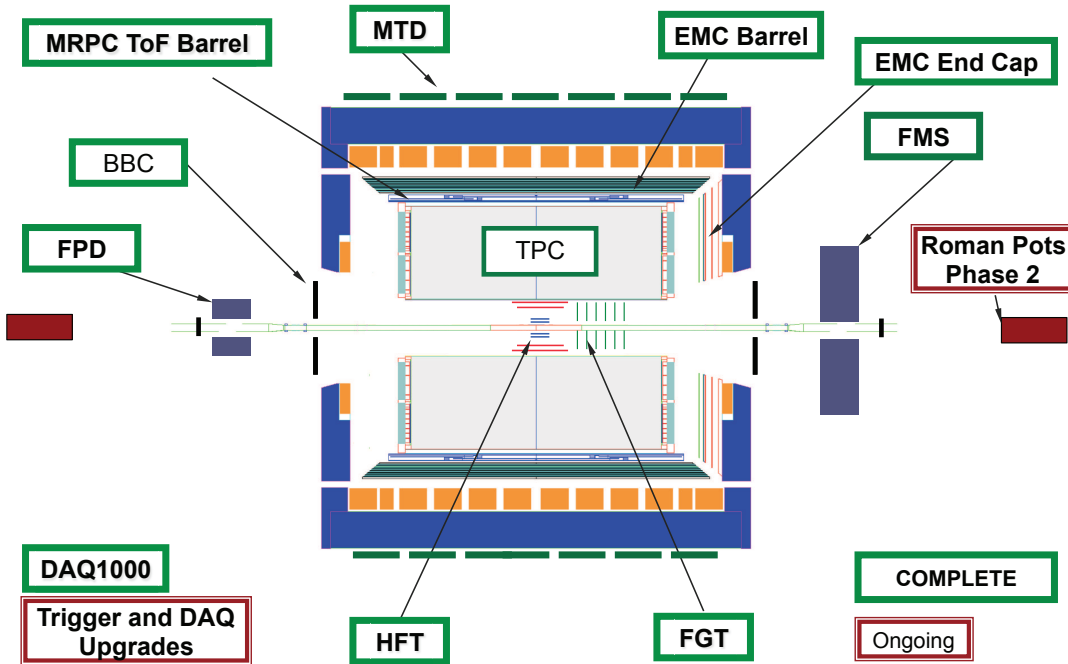 MRPC ToF Barrel
MTD
EMC Barrel
EMC End Cap
BBC
FMS
FPD
TPC
Roman Pots
Phase 2
DAQ1000
Trigger and DAQ
Upgrades
HFT
FGT
COMPLETE
Ongoing